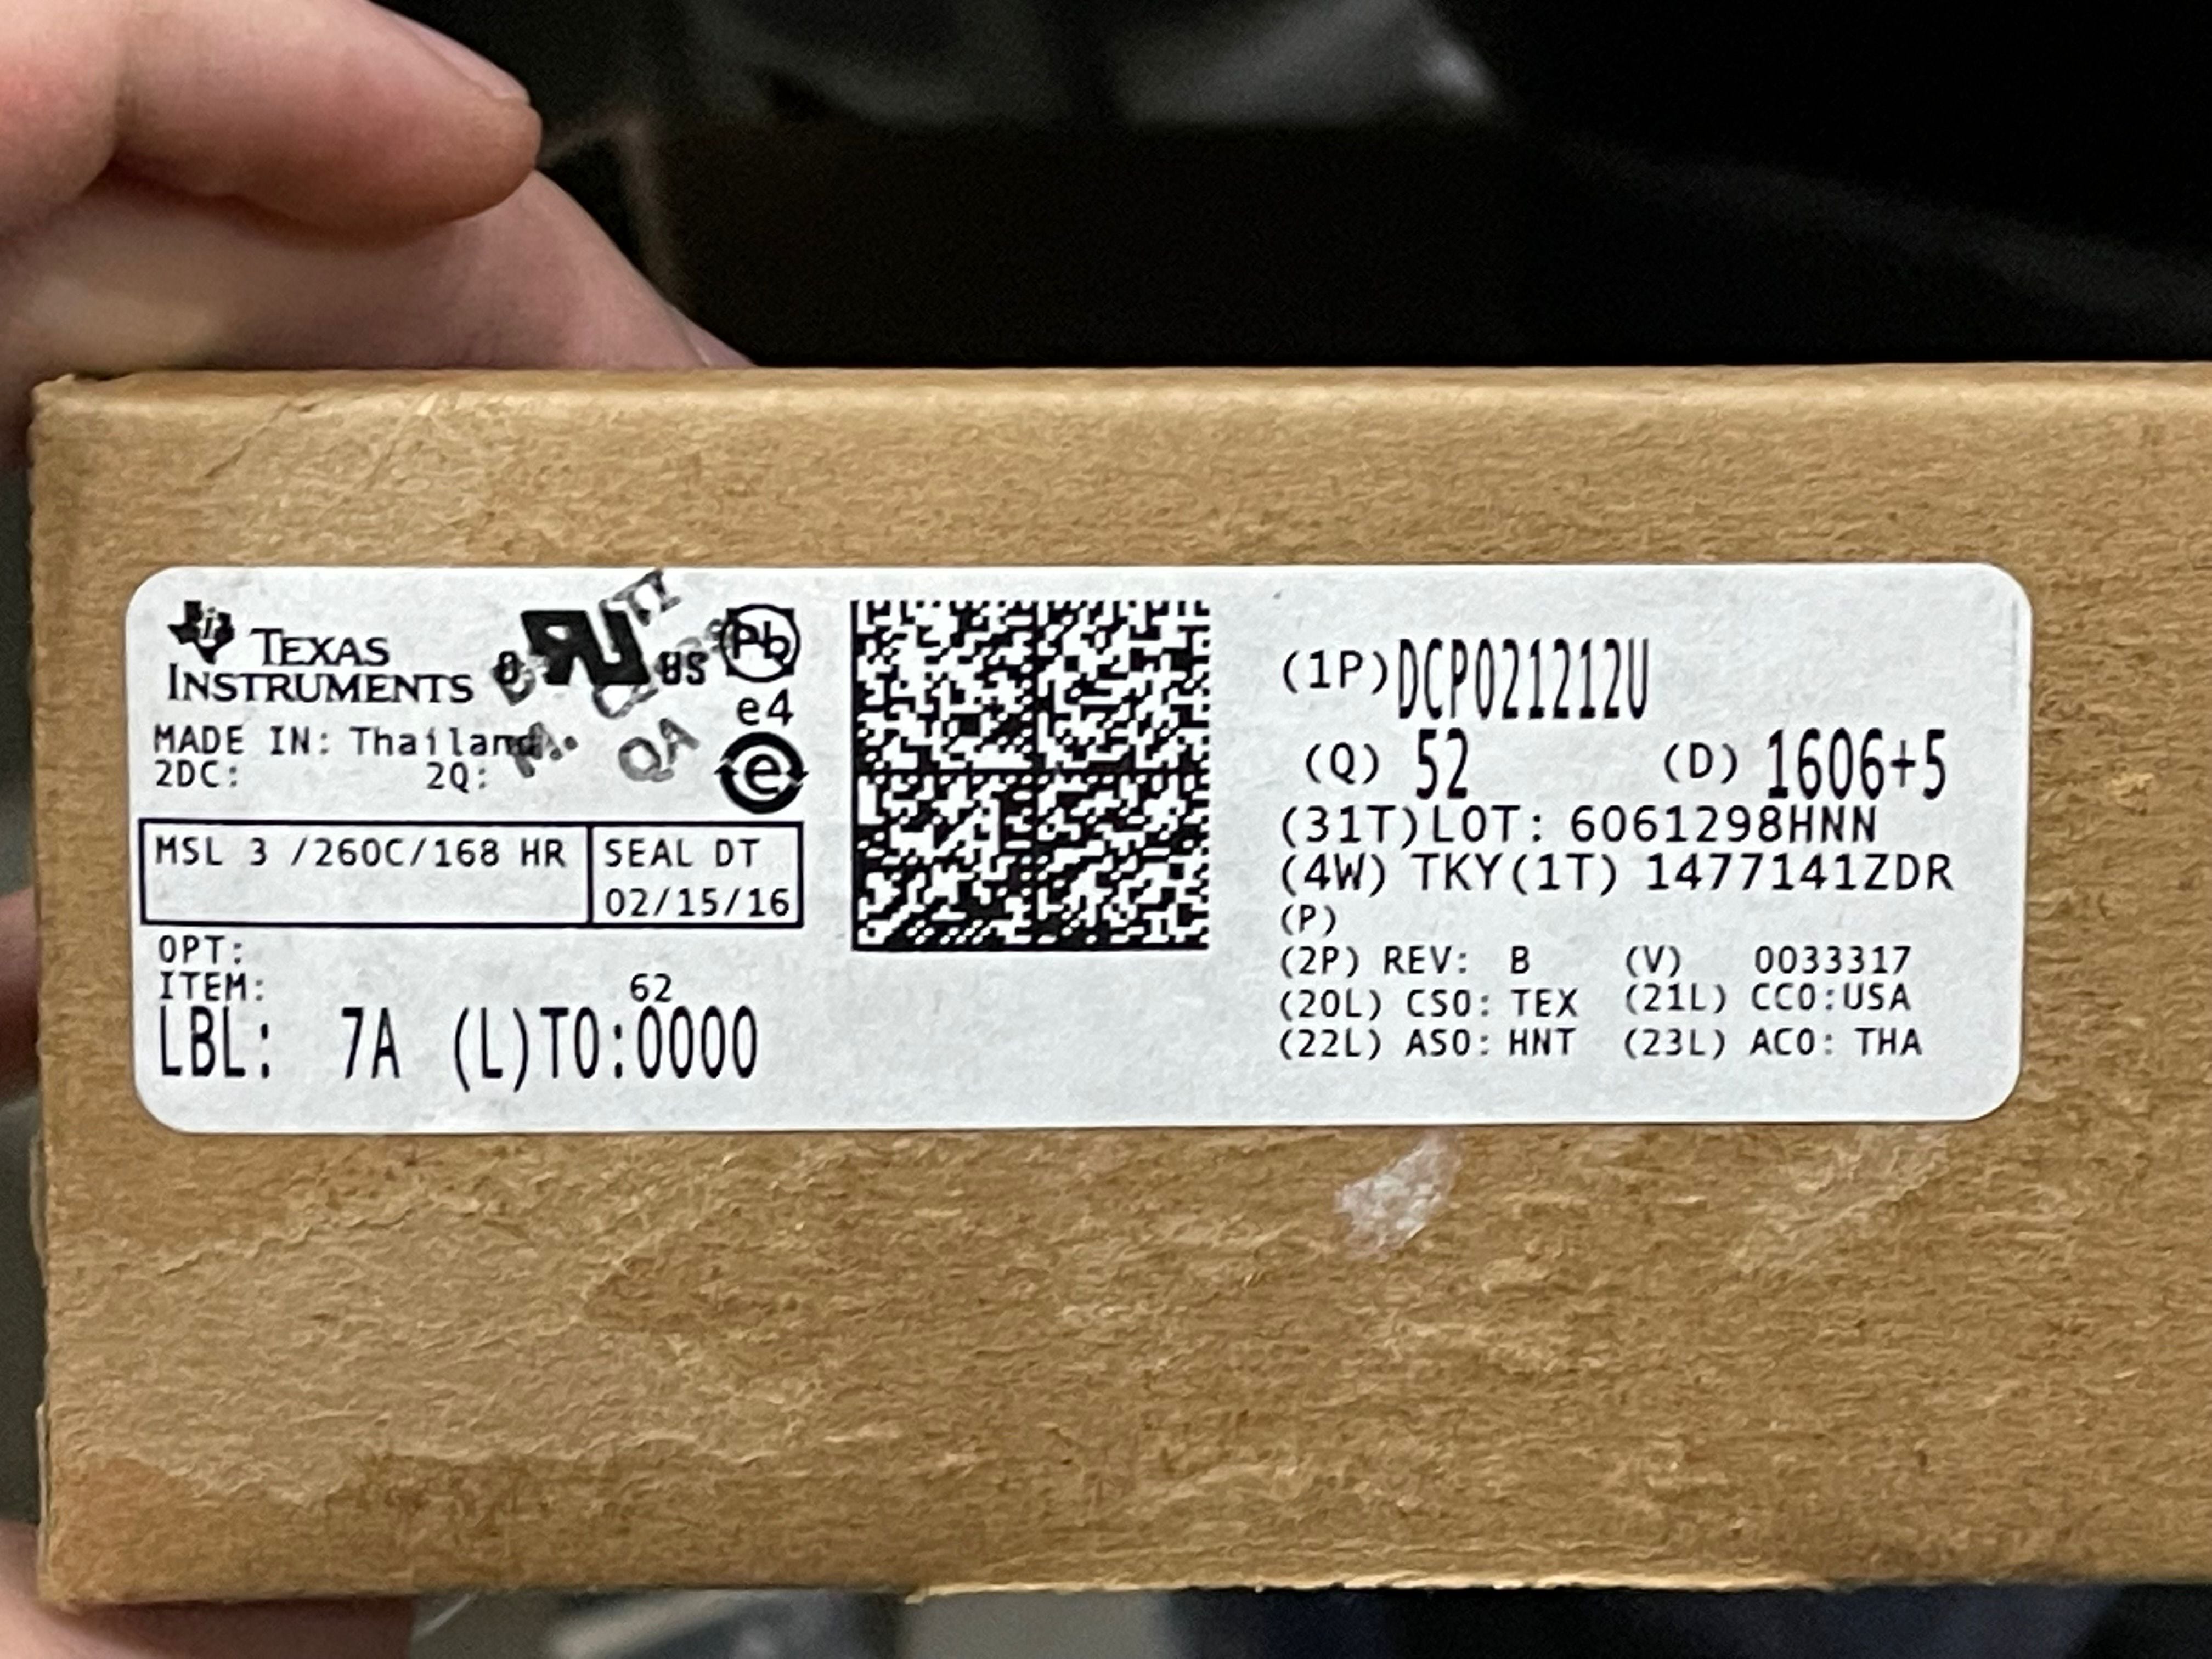 TEXAS
INSTRUMENTS
US
Pb
e4
e
MADE IN: Thailand
2DC: 2Q:
QA
MSL 3 /260C/168 HR
SEAL DT
02/15/16
OPT:
ITEM: 62
LBL: 7A (L)TO:0000
(1P)DCP021212U
(Q) 52 (D) 1606+5
(31T)LOT: 6061298HNN
(4W) TKY(1T) 1477141ZDR
(P)
(2P) REV: B (V) 0033317
(20L) CSO: TEX (21L) CCO:USA
(22L) ASO: HNT (23L) ACO: THA